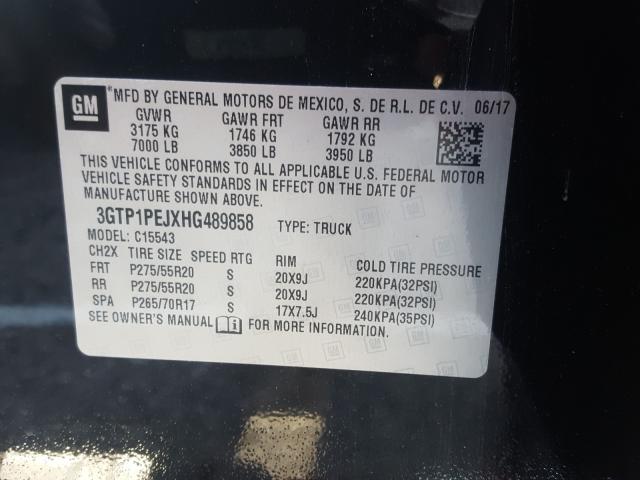 GM
®MFD BY GENERAL MOTORS DE MEXICO, S. DE R.L. DE C.V. 06/17
GVWR GAWR FRT GAWR RR
3175 KG 1746 KG 1792 KG
7000 LB 3850 LB 3950 LB
THIS VEHICLE CONFORMS TO ALL APPLICABLE U.S. FEDERAL MOTOR
VEHICLE SAFETY STANDARDS IN EFFECT ON THE DATE OF
MANUFACTURE SHOWN ABOVE.
3GTP1PEJXHG489858 TYPE: TRUCK
MODEL: C15543
CH2X TIRE SIZE SPEED RTG RIM COLD TIRE PRESSURE
FRT P275/55R20 S 20X9J 220KPA(32PSI)
RR P275/55R20 S 20X9J 220KPA(32PSI)
SPA P265/70R17 S 17X7.5J 240KPA(35PSI)
SEE OWNER'S MANUAL FOR MORE INFORMATION.